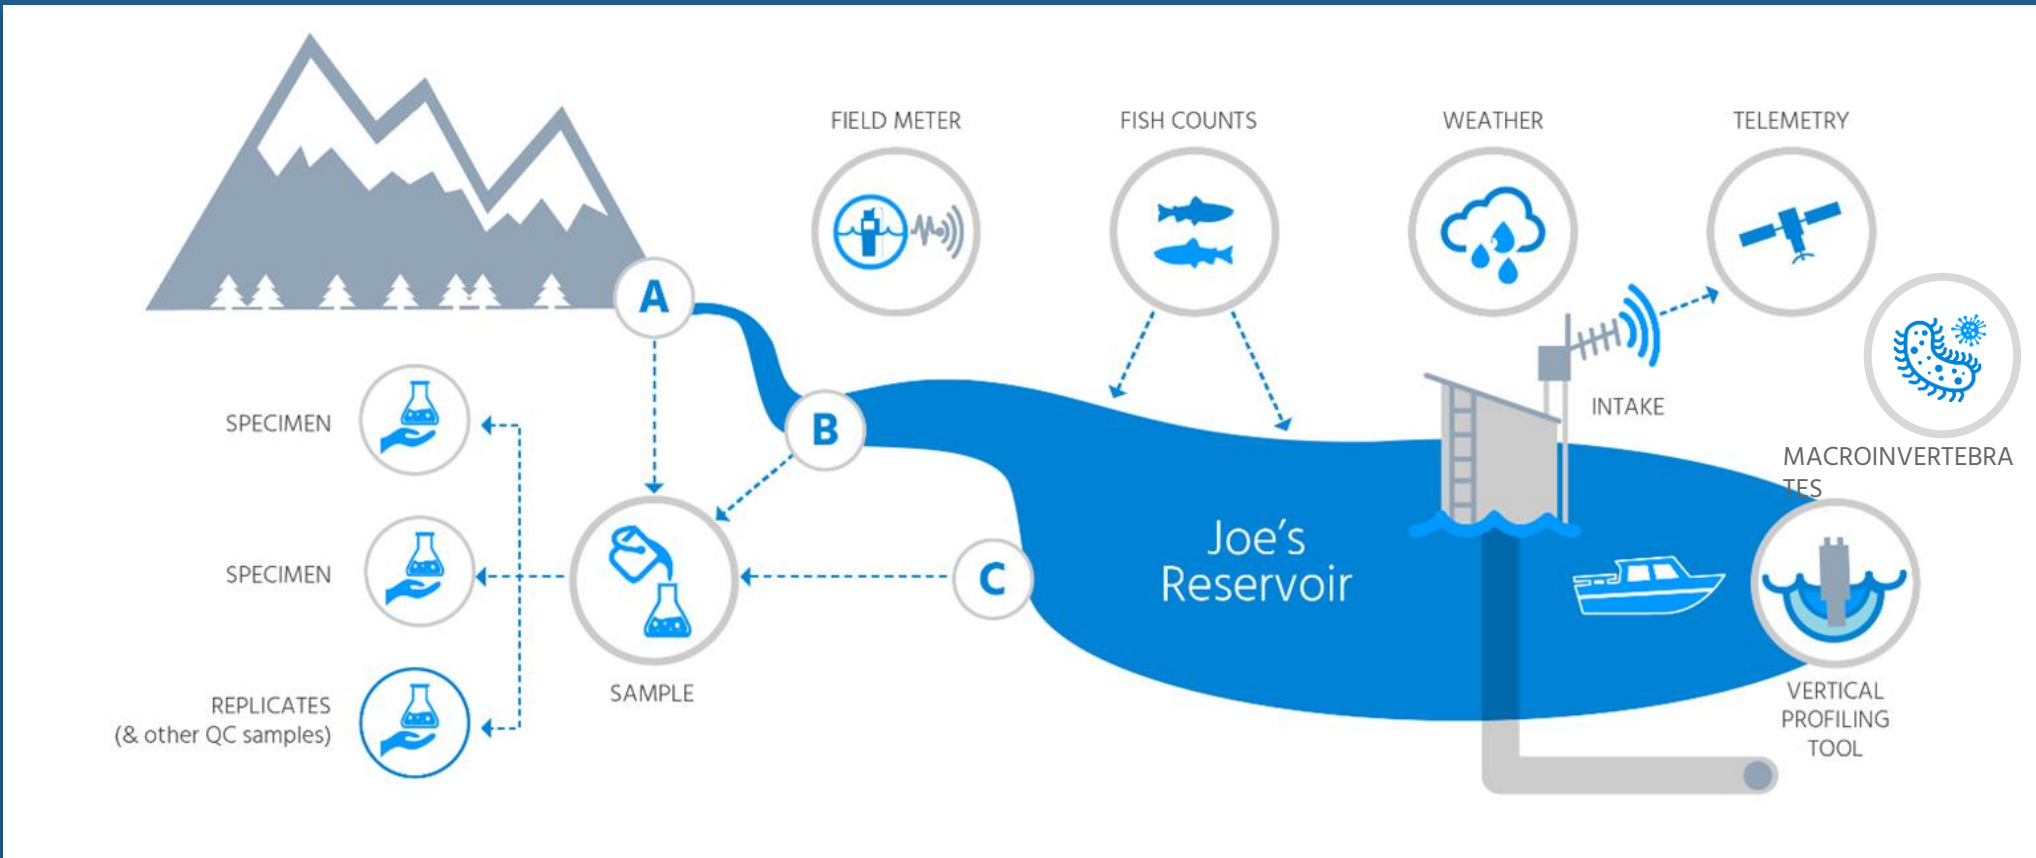 FIELD METER
FISH COUNTS
WEATHER
TELEMETRY
A
B
C
INTAKE
MACROINVERTEBRA
TES
SPECIMEN
SPECIMEN
REPLICATES
(& other QC samples)
SAMPLE
Joe's
Reservoir
VERTICAL
PROFILING
TOOL